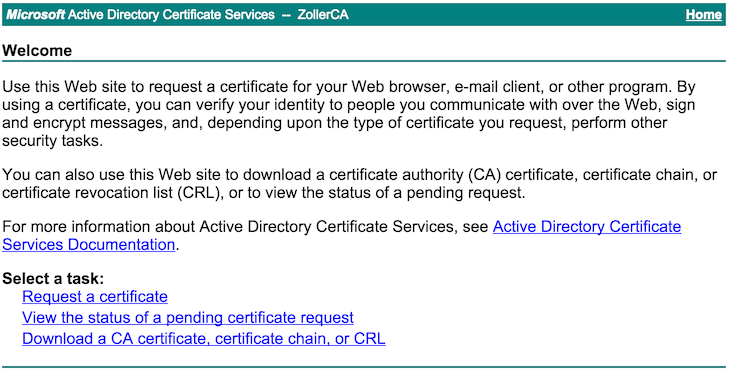 Microsoft Active Directory Certificate Services -- ZollerCA Home
Welcome
Use this Web site to request a certificate for your Web browser, e-mail client, or other program. By
using a certificate, you can verify your identity to people you communicate with over the Web, sign
and encrypt messages, and, depending upon the type of certificate you request, perform other
security tasks.
You can also use this Web site to download a certificate authority (CA) certificate, certificate chain, or
certificate revocation list (CRL), or to view the status of a pending request.
For more information about Active Directory Certificate Services, see Active Directory Certificate
Services Documentation.
Select a task:
Request a certificate
View the status of a pending certificate request
Download a CA certificate, certificate chain, or CRL